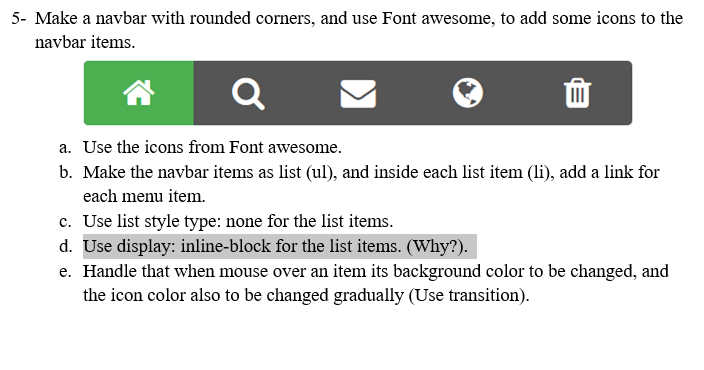 5- Make a navbar with rounded corners, and use Font awesome, to add some icons to the
navbar items.
a. Use the icons from Font awesome.
b. Make the navbar items as list (ul), and inside each list item (li), add a link for
each menu item.
c. Use list style type: none for the list items.
d. Use display: inline-block for the list items. (Why?).
e. Handle that when mouse over an item its background color to be changed, and
the icon color also to be changed gradually (Use transition).